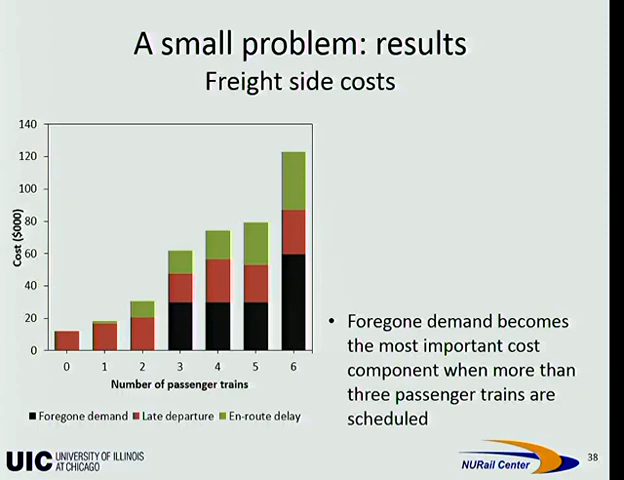 A small problem: results
Freight side costs
140
120
100
80
60
40
20
0
Cost ($000)
0 1 2 3 4 5 6
Number of passenger trains
Foregone demand Late departure En-route delay
• Foregone demand becomes
the most important cost
component when more than
three passenger trains are
scheduled
UIC UNIVERSITY OF ILLINOIS
AT CHICAGO
NURail Center
38